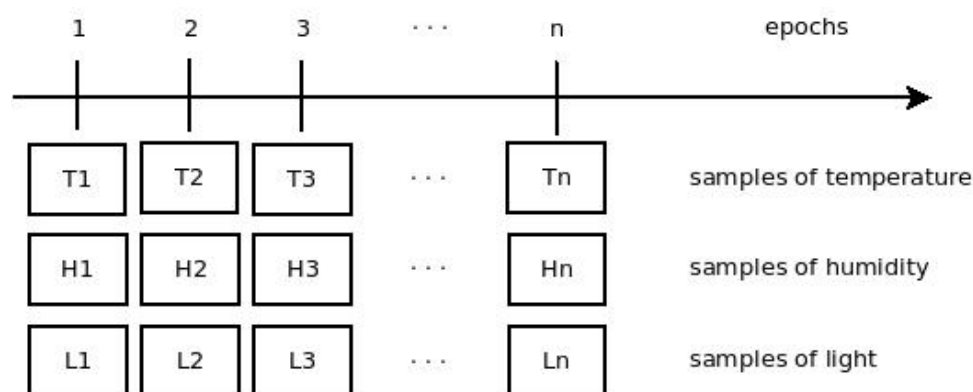 1 2 3 ... n epochs
T1 T2 T3 ... Tn samples of temperature
H1 H2 H3 ... Hn samples of humidity
L1 L2 L3 ... Ln samples of light